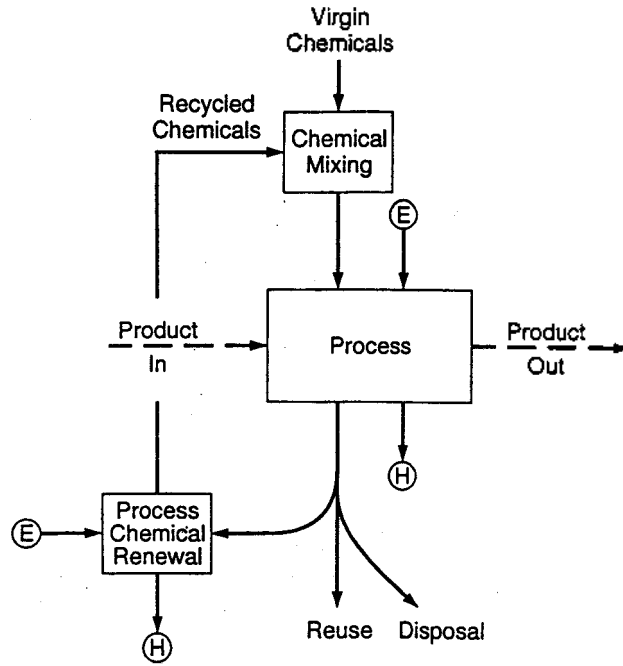 Virgin
Chemicals
Recycled
Chemicals
Chemical
Mixing
E
Product
In
Process
Product
Out
H
E
Process
Chemical
Renewal
H
Reuse
Disposal